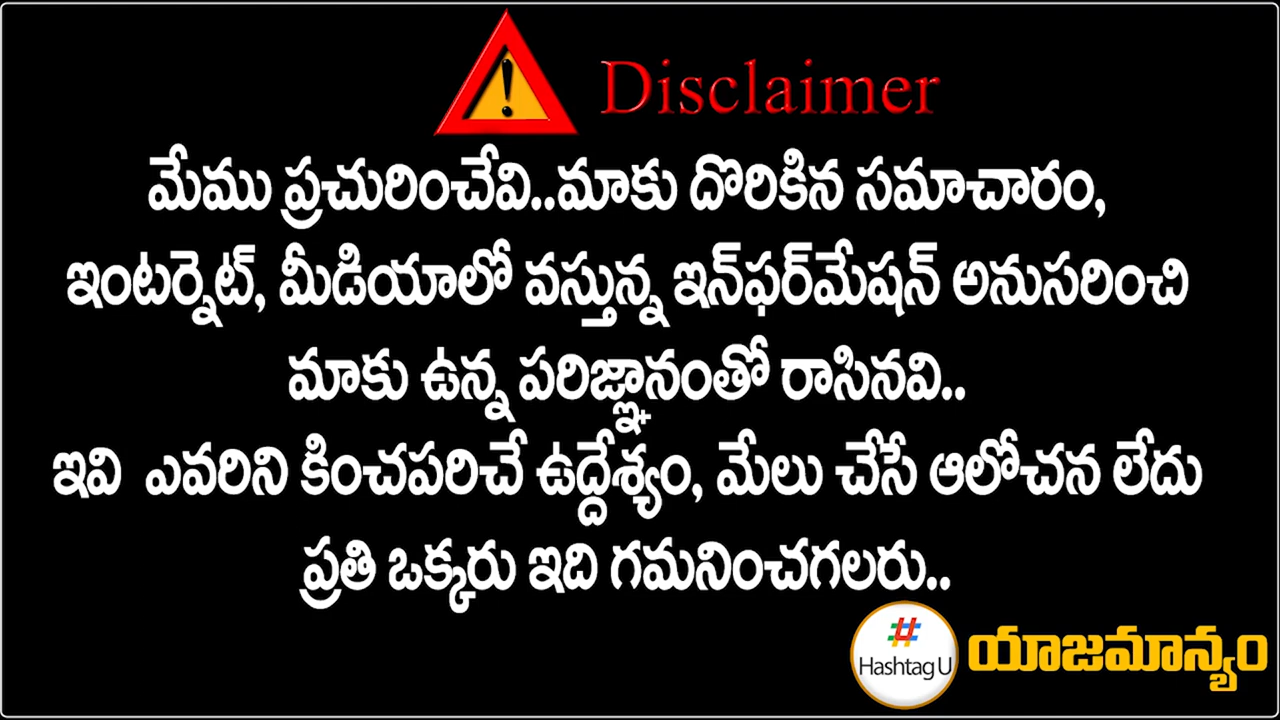 Disclaimer
మేము ప్రచురించేవి..మాకు దొరికిన సమాచారం,
ఇంటర్నెట్, మీడియాలో వస్తున్న ఇన్‌ఫర్‌మేషన్ అనుసరించి
మాకు ఉన్న పరిజ్ఞానంతో రాసినవి..
ఇవి ఎవరిని కించపరిచే ఉద్దేశ్యం, మేలు చేసే ఆలోచన లేదు
ప్రతి ఒక్కరు ఇది గమనించగలరు..
#
Hashtag U
యాజమాన్యం